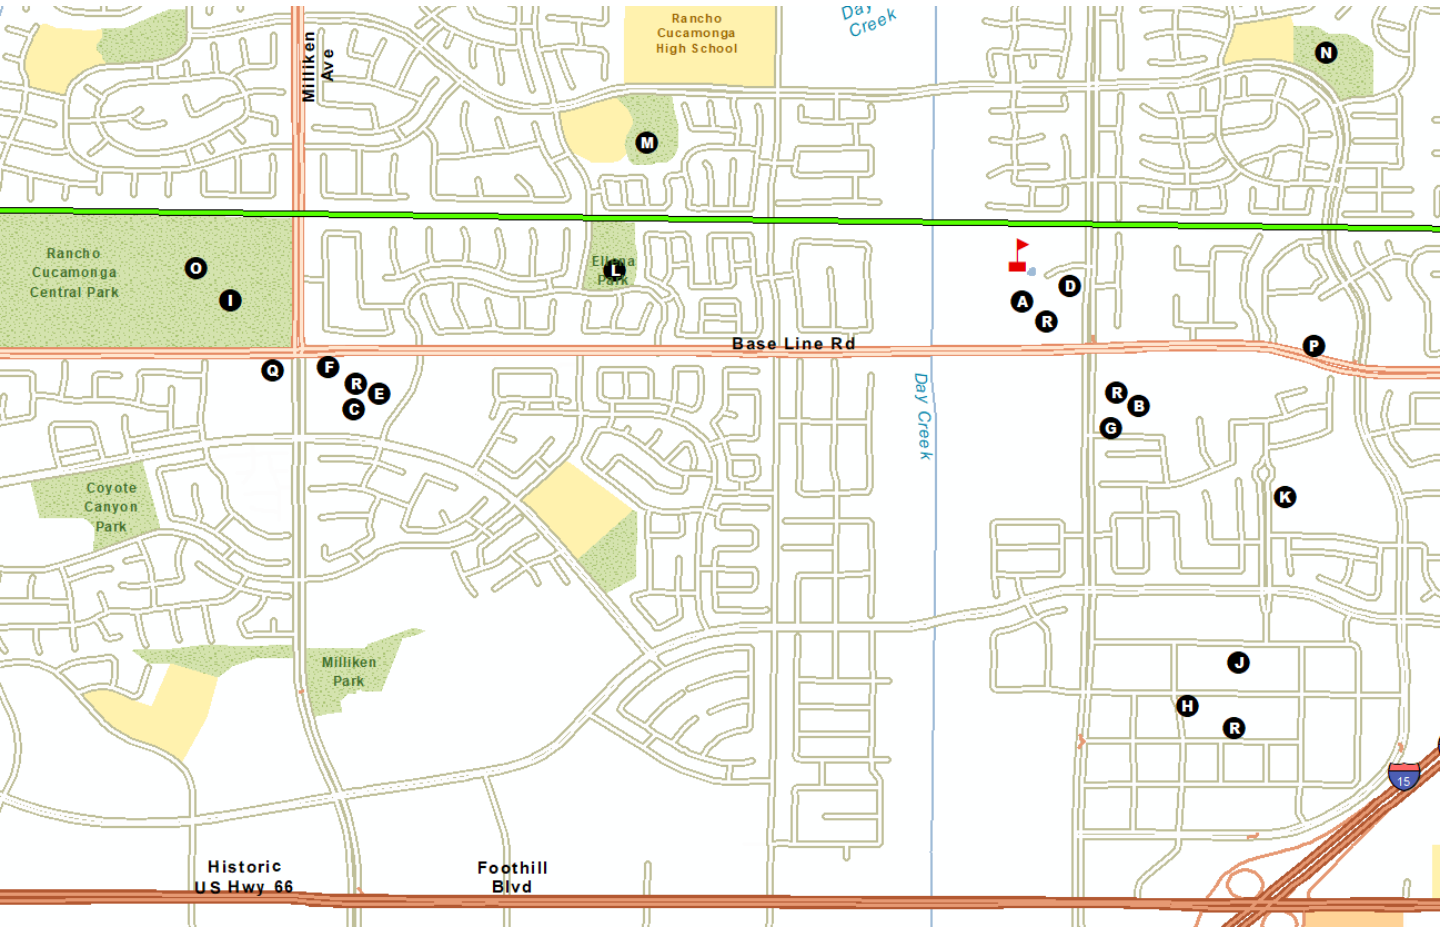 Rancho
Cucamonga
High School
Day
Creek
Milliken
Ave
N
M
Rancho
Cucamonga
Central Park
O
I
Ellena
Park
L
D
A
R
Base Line Rd
P
Q
F
R
E
C
Day Creek
R
B
G
Coyote
Canyon
Park
K
Milliken
Park
J
H
R
15
Historic
US Hwy 66
Foothill
Blvd